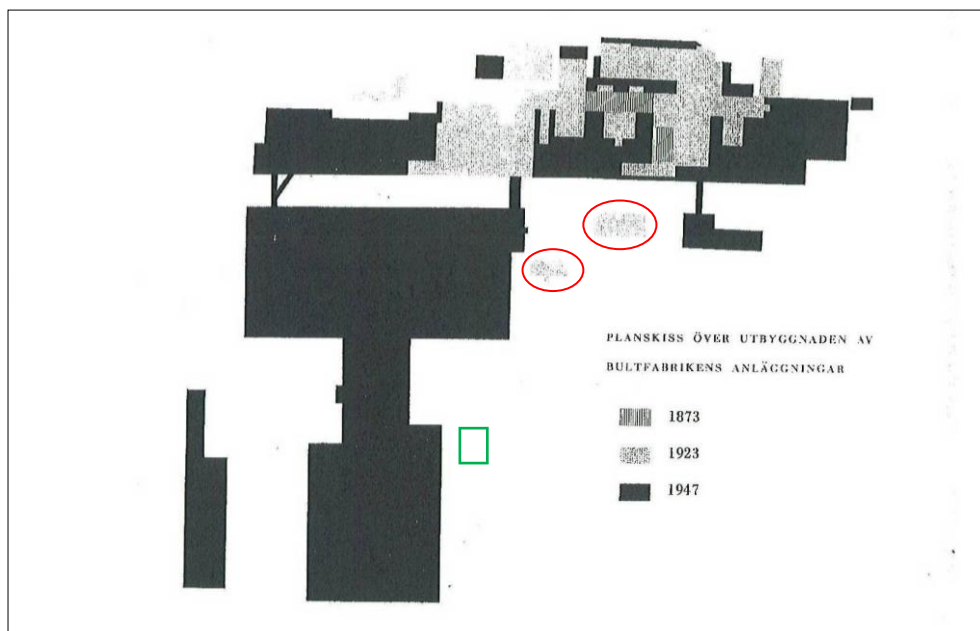 PLANSKISS ÖVER UTBYGGNADEN AV
BULTFABRIKENS ANLÄGGNINGAR
1873
1923
1947